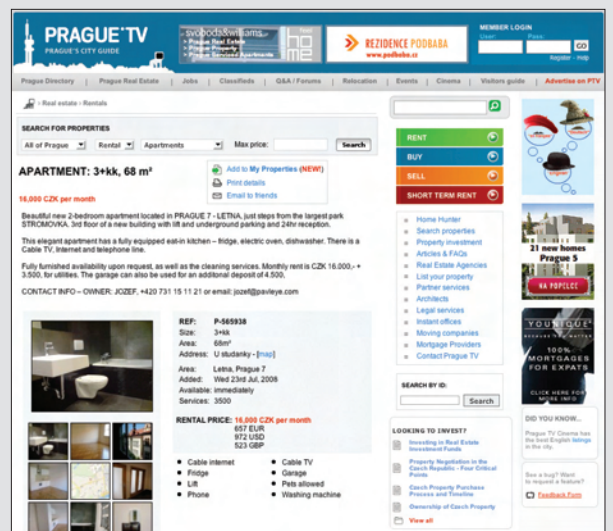 PRAGUE TV
PRAGUE'S CITY GUIDE
svoboda&williams
> Prague Real Estate
> Prague Property
> Prague Serviced Apartments
REZIDENCE PODBABA
www.podbaba.cz
MEMBER LOGIN
User: Pass:
GO
Register - Help
Prague Directory | Prague Real Estate | Jobs | Classifieds | Q&A / Forums | Relocation | Events | Cinema | Visitors guide | Advertise on PTV
> Real estate > Rentals
SEARCH FOR PROPERTIES
All of Prague Rental Apartments Max price: Search
APARTMENT: 3+kk, 68 m²
Add to My Properties (NEW!)
Print details
Email to friends
16,000 CZK per month
Beautiful new 2-bedroom apartment located in PRAGUE 7 - LETNA, just steps from the largest park
STROMOVKA. 3rd floor of a new building with lift and underground parking and 24hr reception.
This elegant apartment has a fully equipped eat-in kitchen – fridge, electric oven, dishwasher. There is a
Cable TV, Internet and telephone line.
Fully furnished availability upon request, as well as the cleaning services. Monthly rent is CZK 16.000,- +
3.500, for utilities. The garage can also be used for an additonal deposit of 4.500.
CONTACT INFO – OWNER: JOZEF, +420 731 15 11 21 or email: jozef@pavleye.com
REF: P-565938
Size: 3+kk
Area: 68m²
Address: U studanky - [map]
Area: Letna, Prague 7
Added: Wed 23rd Jul, 2008
Available: immediately
Services: 3500
RENTAL PRICE: 16,000 CZK per month
657 EUR
972 USD
523 GBP
Cable internet
Fridge
Lift
Phone
Cable TV
Garage
Pets allowed
Washing machine
RENT
BUY
SELL
SHORT TERM RENT
Home Hunter
Search properties
Property investment
Articles & FAQs
Real Estate Agencies
List your property
Partner services
Architects
Legal services
Instant offices
Moving companies
Mortgage Providers
Contact Prague TV
SEARCH BY ID:
Search
LOOKING TO INVEST?
Investing in Real Estate
Investment Funds
Property Negotiation in the
Czech Republic - Four Critical
Points
Czech Property Purchase
Process and Timeline
Ownership of Czech Property
View all
21 new homes
Prague 5
NA POPELCE
YOUNIQUE
100%
MORTGAGES
FOR EXPATS
CLICK HERE FOR
MORE INFO
DID YOU KNOW...
Prague TV Cinema has
the best English listings
in the city.
See a bug? Want
to request a feature?
Feedback Form